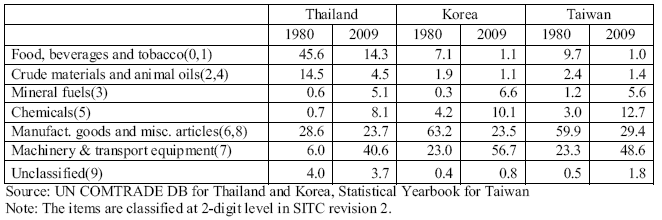 Thailand Korea Taiwan
1980 2009 1980 2009 1980 2009
Food, beverages and tobacco(0,1) 45.6 14.3 7.1 1.1 9.7 1.0
Crude materials and animal oils(2,4) 14.5 4.5 1.9 1.1 2.4 1.4
Mineral fuels(3) 0.6 5.1 0.3 6.6 1.2 5.6
Chemicals(5) 0.7 8.1 4.2 10.1 3.0 12.7
Manufact. goods and misc. articles(6,8) 28.6 23.7 63.2 23.5 59.9 29.4
Machinery & transport equipment(7) 6.0 40.6 23.0 56.7 23.3 48.6
Unclassified(9) 4.0 3.7 0.4 0.8 0.5 1.8
Source: UN COMTRADE DB for Thailand and Korea, Statistical Yearbook for Taiwan
Note: The items are classified at 2-digit level in SITC revision 2.